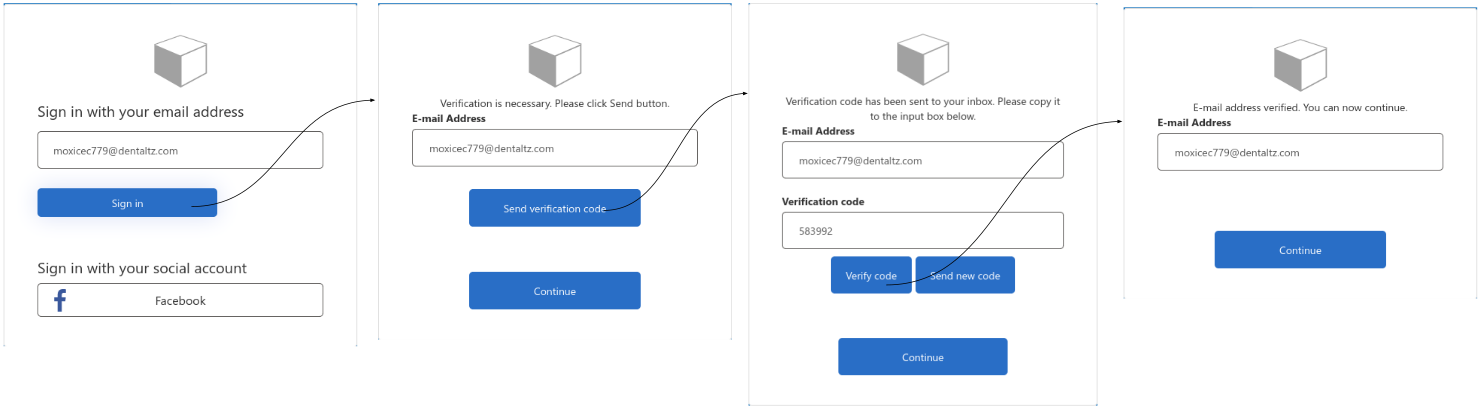 Sign in with your email address
moxicec779@dentaltz.com
Sign in
Sign in with your social account
Facebook
Verification is necessary. Please click Send button.
E-mail Address
moxicec779@dentaltz.com
Send verification code
Continue
Verification code has been sent to your inbox. Please copy it
to the input box below.
E-mail Address
moxicec779@dentaltz.com
Verification code
583992
Verify code
Send new code
Continue
E-mail address verified. You can now continue.
E-mail Address
moxicec779@dentaltz.com
Continue